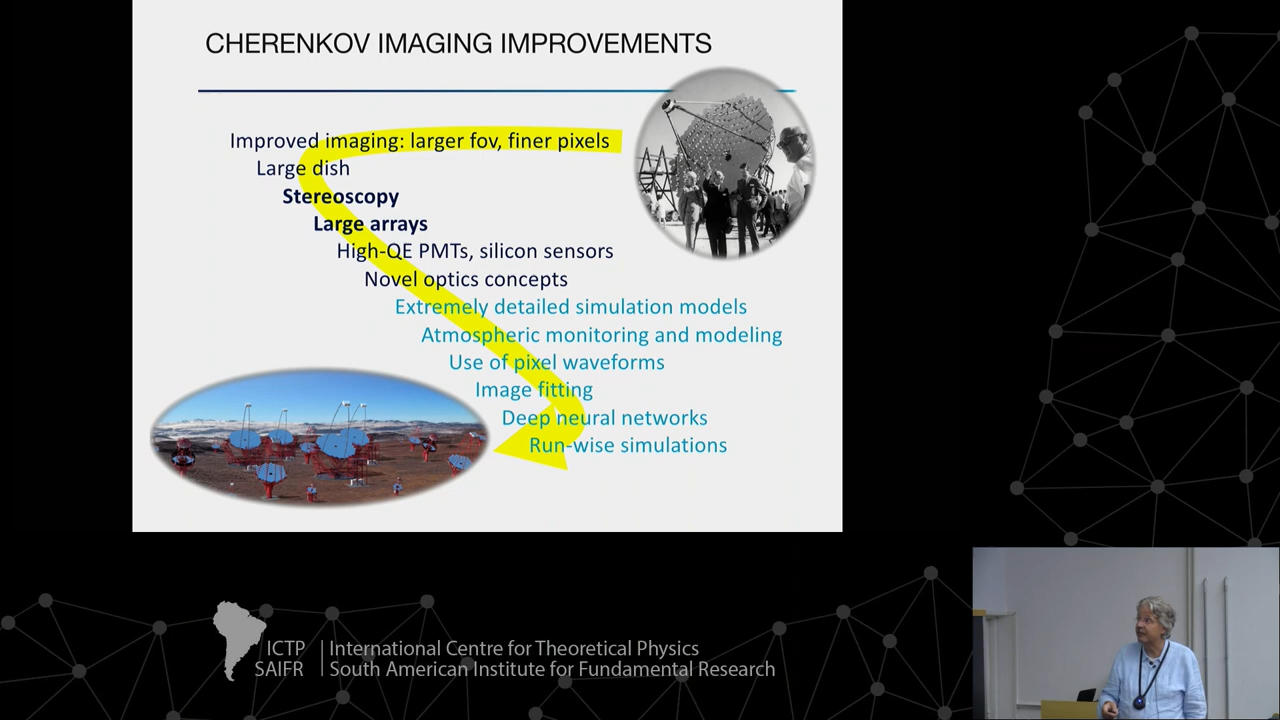 CHERENKOV IMAGING IMPROVEMENTS
Improved imaging: larger fov, finer pixels
Large dish
Stereoscopy
Large arrays
High-QE PMTs, silicon sensors
Novel optics concepts
Extremely detailed simulation models
Atmospheric monitoring and modeling
Use of pixel waveforms
Image fitting
Deep neural networks
Run-wise simulations
ICTP
SAIFR
International Centre for Theoretical Physics
South American Institute for Fundamental Research